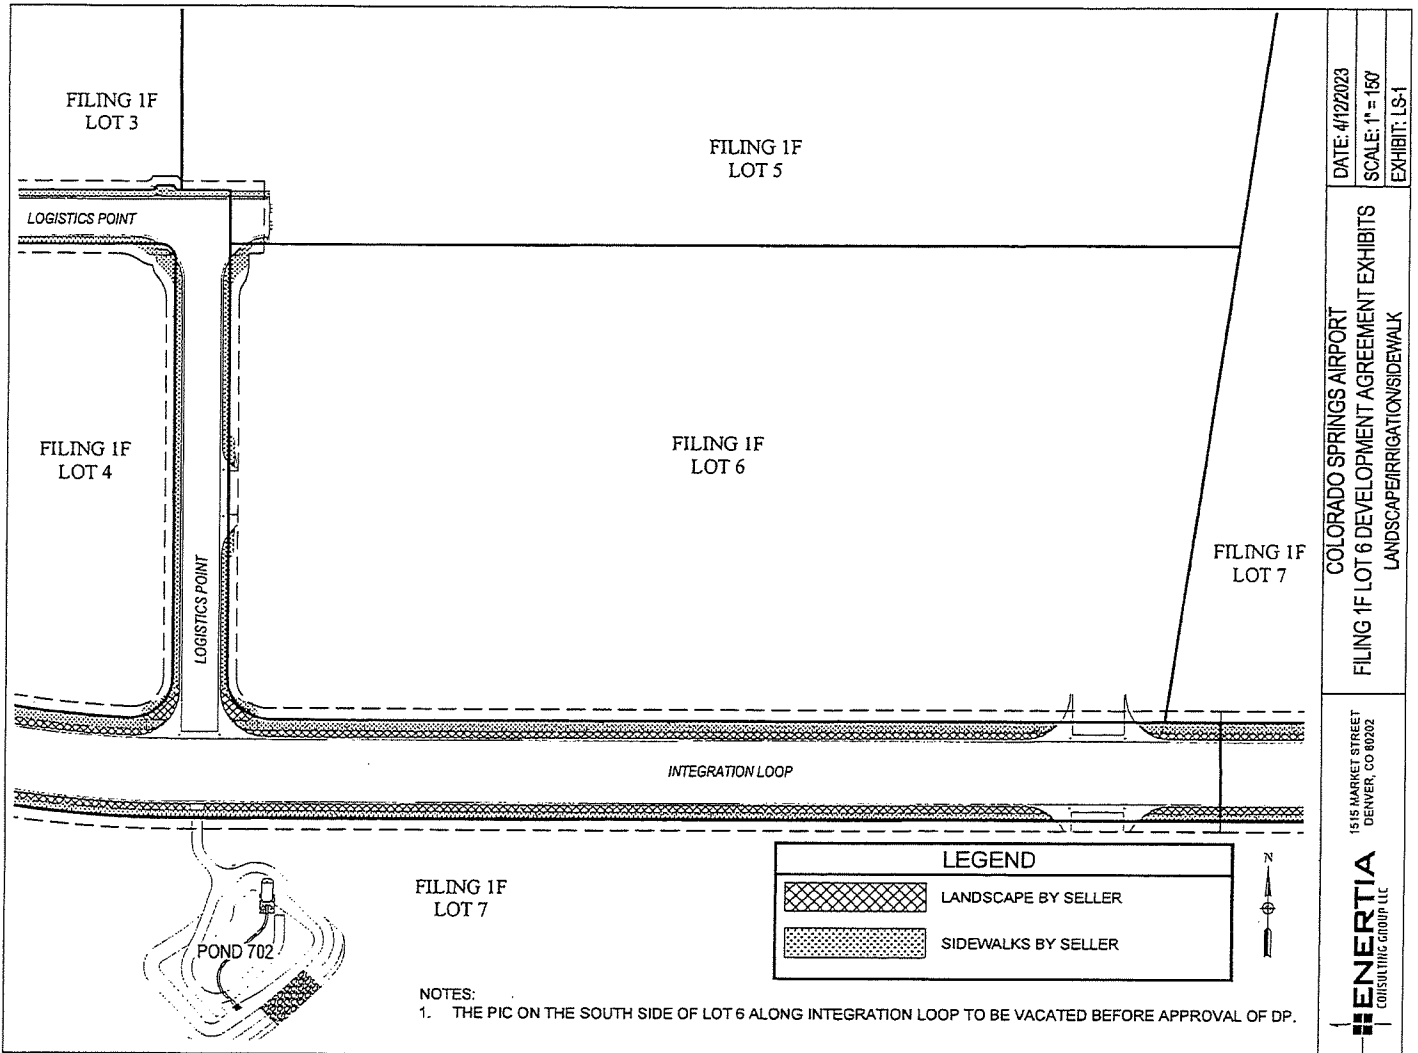 FILING 1F
LOT 3
FILING 1F
LOT 5
LOGISTICS POINT
FILING 1F
LOT 4
FILING 1F
LOT 6
LOGISTICS POINT
FILING 1F
LOT 7
INTEGRATION LOOP
FILING 1F
LOT 7
POND 702
LEGEND
LANDSCAPE BY SELLER
SIDEWALKS BY SELLER
N
NOTES:
1. THE PIC ON THE SOUTH SIDE OF LOT 6 ALONG INTEGRATION LOOP TO BE VACATED BEFORE APPROVAL OF DP.
DATE: 4/12/2023
SCALE: 1" = 150'
EXHIBIT: LS-1
COLORADO SPRINGS AIRPORT
FILING 1F LOT 6 DEVELOPMENT AGREEMENT EXHIBITS
LANDSCAPE/IRRIGATION/SIDEWALK
1515 MARKET STREET
DENVER, CO 80202
ENERTIA
CONSULTING GROUP LLC